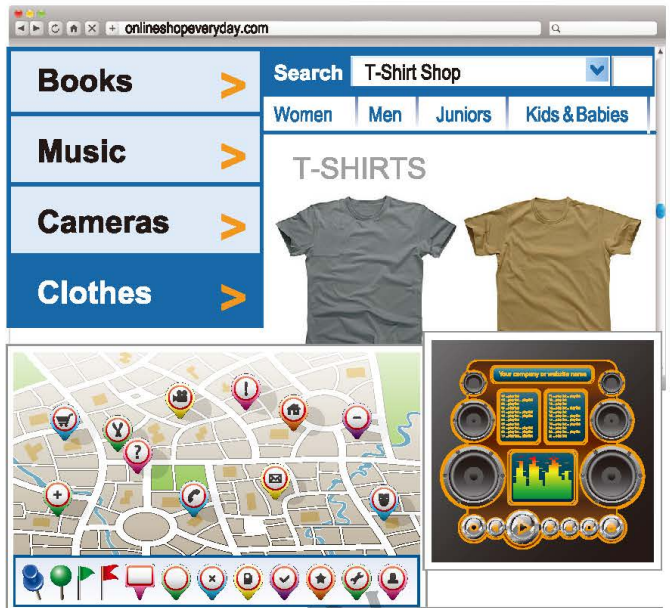 onlineshopeveryday.com
Books >
Music >
Cameras >
Clothes >
Search T-Shirt Shop
Women Men Juniors Kids & Babies
T-SHIRTS
Your company or website name